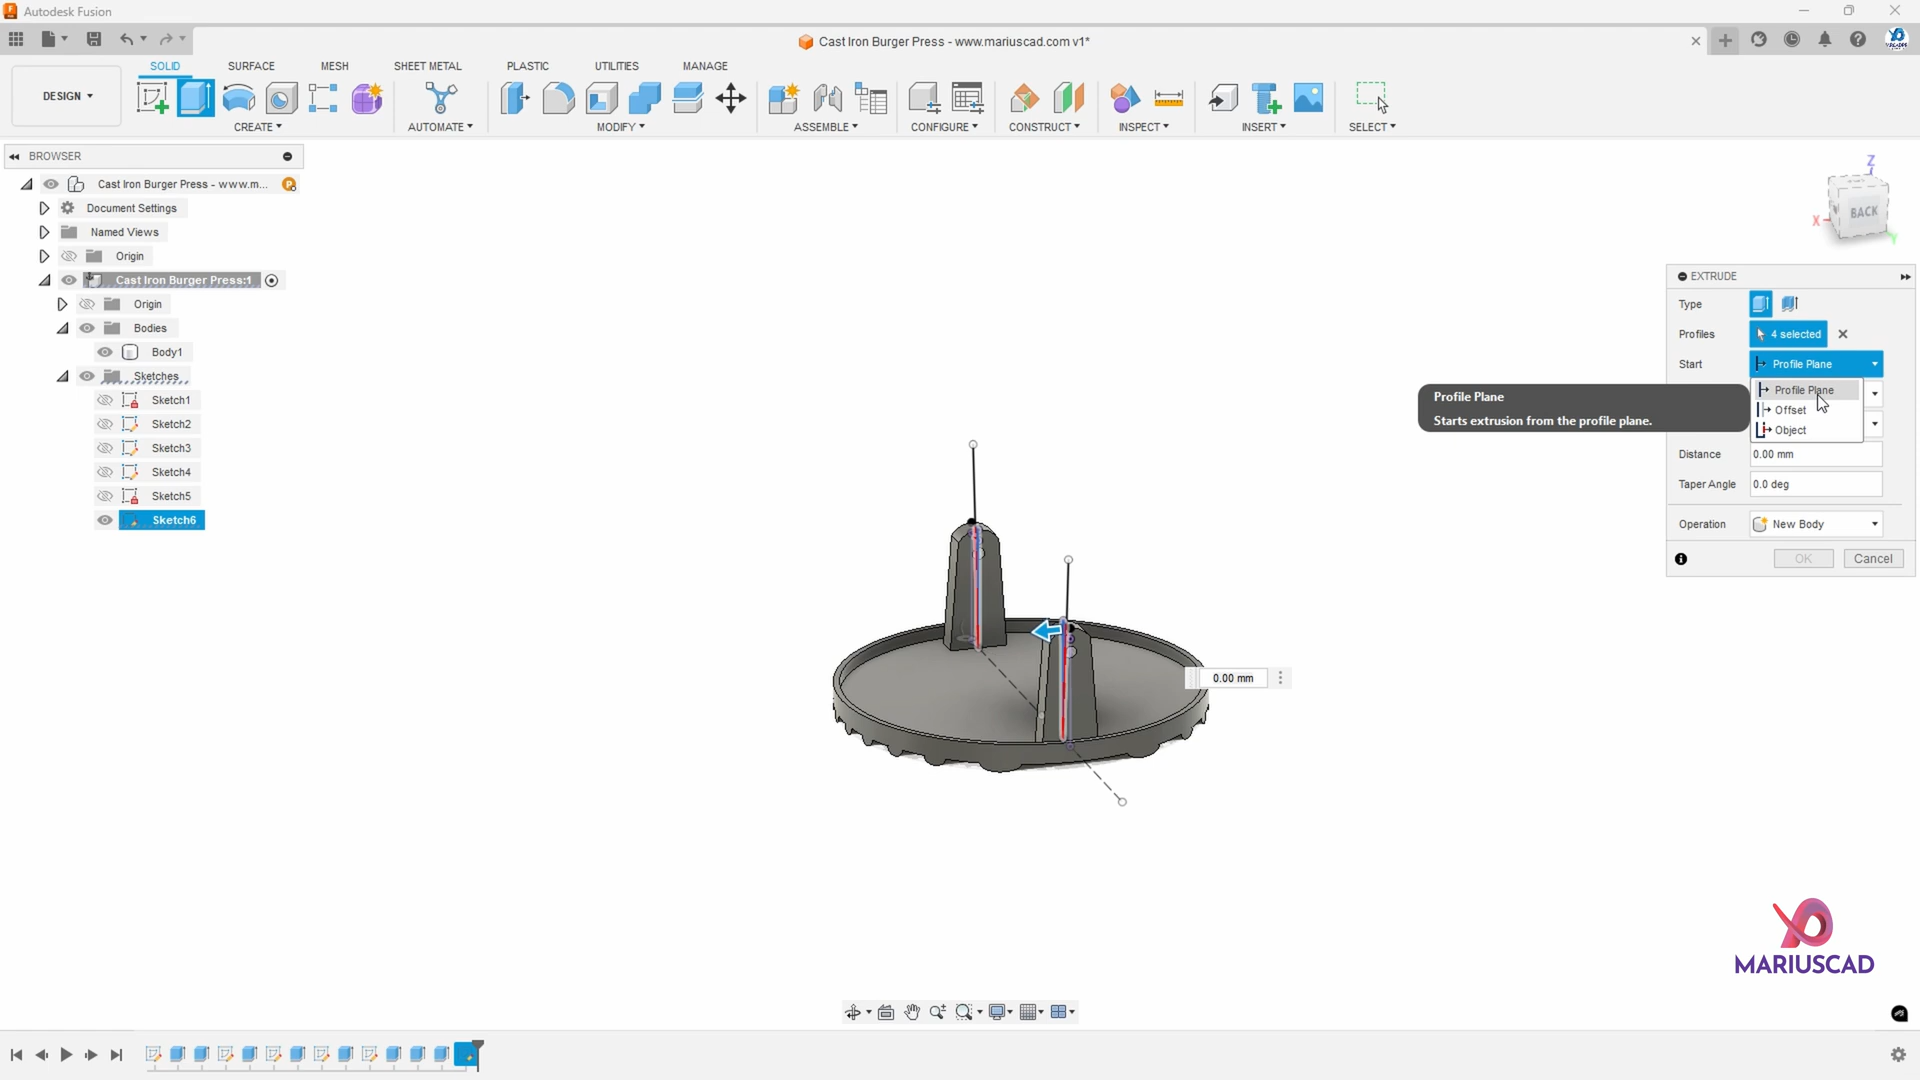 Autodesk Fusion
Cast Iron Burger Press - www.mariuscad.com v1*
SOLID SURFACE MESH SHEET METAL PLASTIC UTILITIES MANAGE
DESIGN
CREATE AUTOMATE MODIFY ASSEMBLE CONFIGURE CONSTRUCT INSPECT INSERT SELECT
BROWSER
Cast Iron Burger Press - www.m...
Document Settings
Named Views
Origin
Cast Iron Burger Press:1
Origin
Bodies
Body1
Sketches
Sketch1
Sketch2
Sketch3
Sketch4
Sketch5
Sketch6
Z
BACK
X
Y
EXTRUDE
Type
Profiles 4 selected
Start Profile Plane
Profile Plane
Offset
Object
Profile Plane
Starts extrusion from the profile plane.
Distance 0.00 mm
Taper Angle 0.0 deg
Operation New Body
OK Cancel
0.00 mm
MARIUSCAD